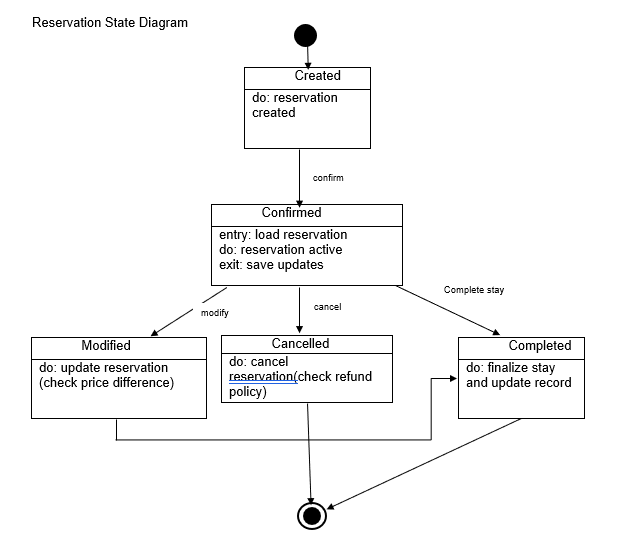 Reservation State Diagram
Created
do: reservation
created
confirm
Confirmed
entry: load reservation
do: reservation active
exit: save updates
modify
cancel
Complete stay
Modified
do: update reservation
(check price difference)
Cancelled
do: cancel
reservation(check refund
policy)
Completed
do: finalize stay
and update record